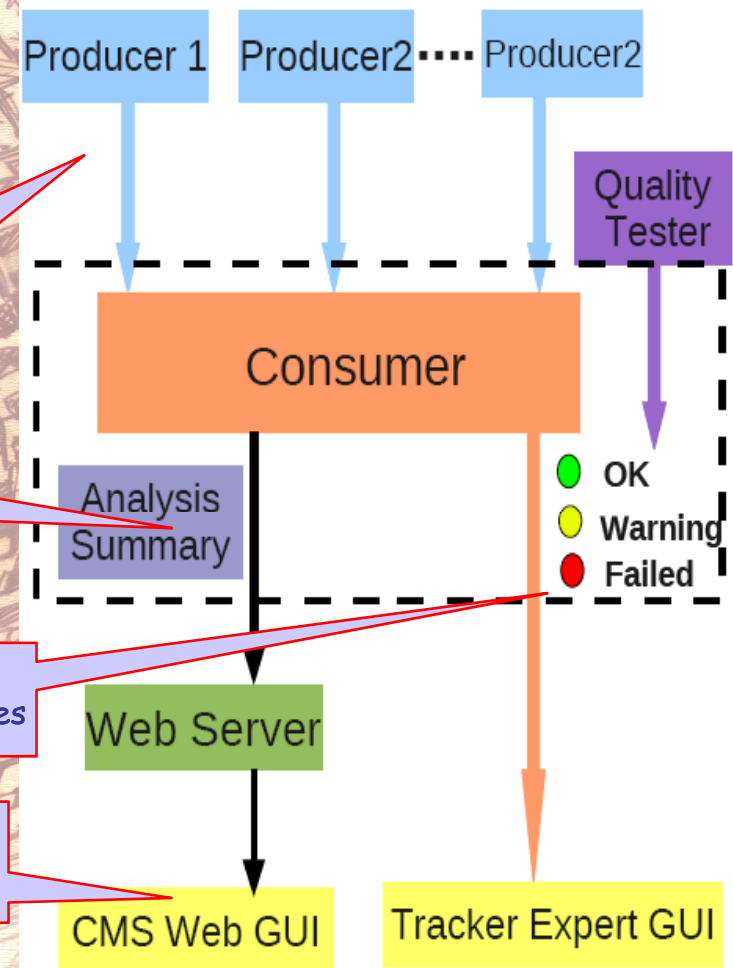 Producer 1
Producer2
....
Producer2
Quality
Tester
Consumer
Analysis
Summary
OK
Warning
Failed
Web Server
CMS Web GUI
Tracker Expert GUI